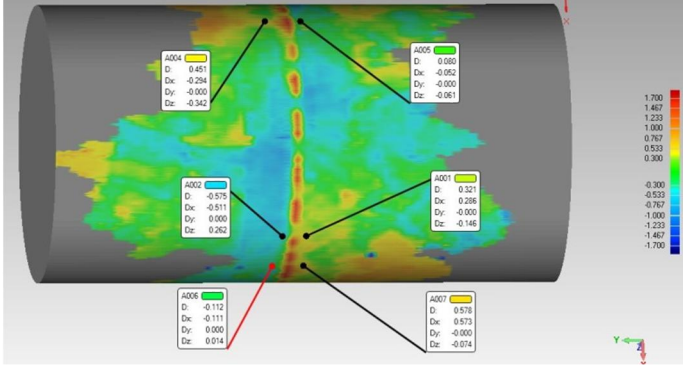 X
A004
D: 0.451
Dx: -0.294
Dy: -0.000
Dz: -0.342
A005
D: 0.080
Dx: -0.052
Dy: -0.000
Dz: -0.061
1.700
1.467
1.233
1.000
0.767
0.533
0.300
-0.300
-0.533
-0.767
-1.000
-1.233
-1.467
-1.700
A002
D: -0.575
Dx: -0.511
Dy: 0.000
Dz: 0.262
A001
D: 0.321
Dx: 0.286
Dy: -0.000
Dz: -0.146
A006
D: -0.112
Dx: -0.111
Dy: 0.000
Dz: 0.014
A007
D: 0.578
Dx: 0.573
Dy: -0.000
Dz: -0.074
Y
Z